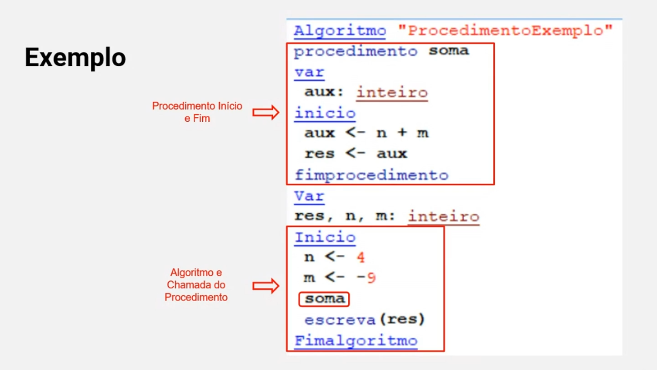 Exemplo
Procedimento Início
e Fim
Algoritmo e
Chamada do
Procedimento
Algoritmo "ProcedimentoExemplo"
procedimento soma
var
aux: inteiro
inicio
aux <- n + m
res <- aux
fimprocedimento
Var
res, n, m: inteiro
Inicio
n <- 4
m <- -9
soma
escreva(res)
Fimalgoritmo